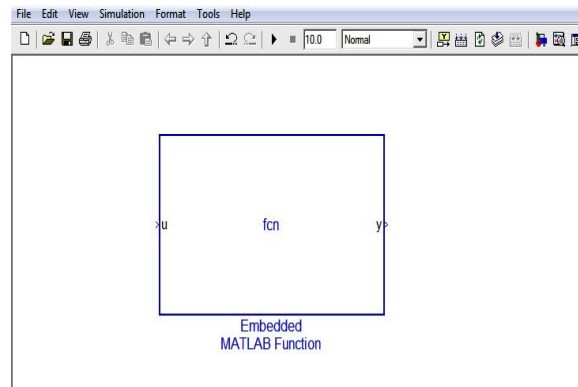 File Edit View Simulation Format Tools Help
10.0 Normal
u fcn y
Embedded
MATLAB Function